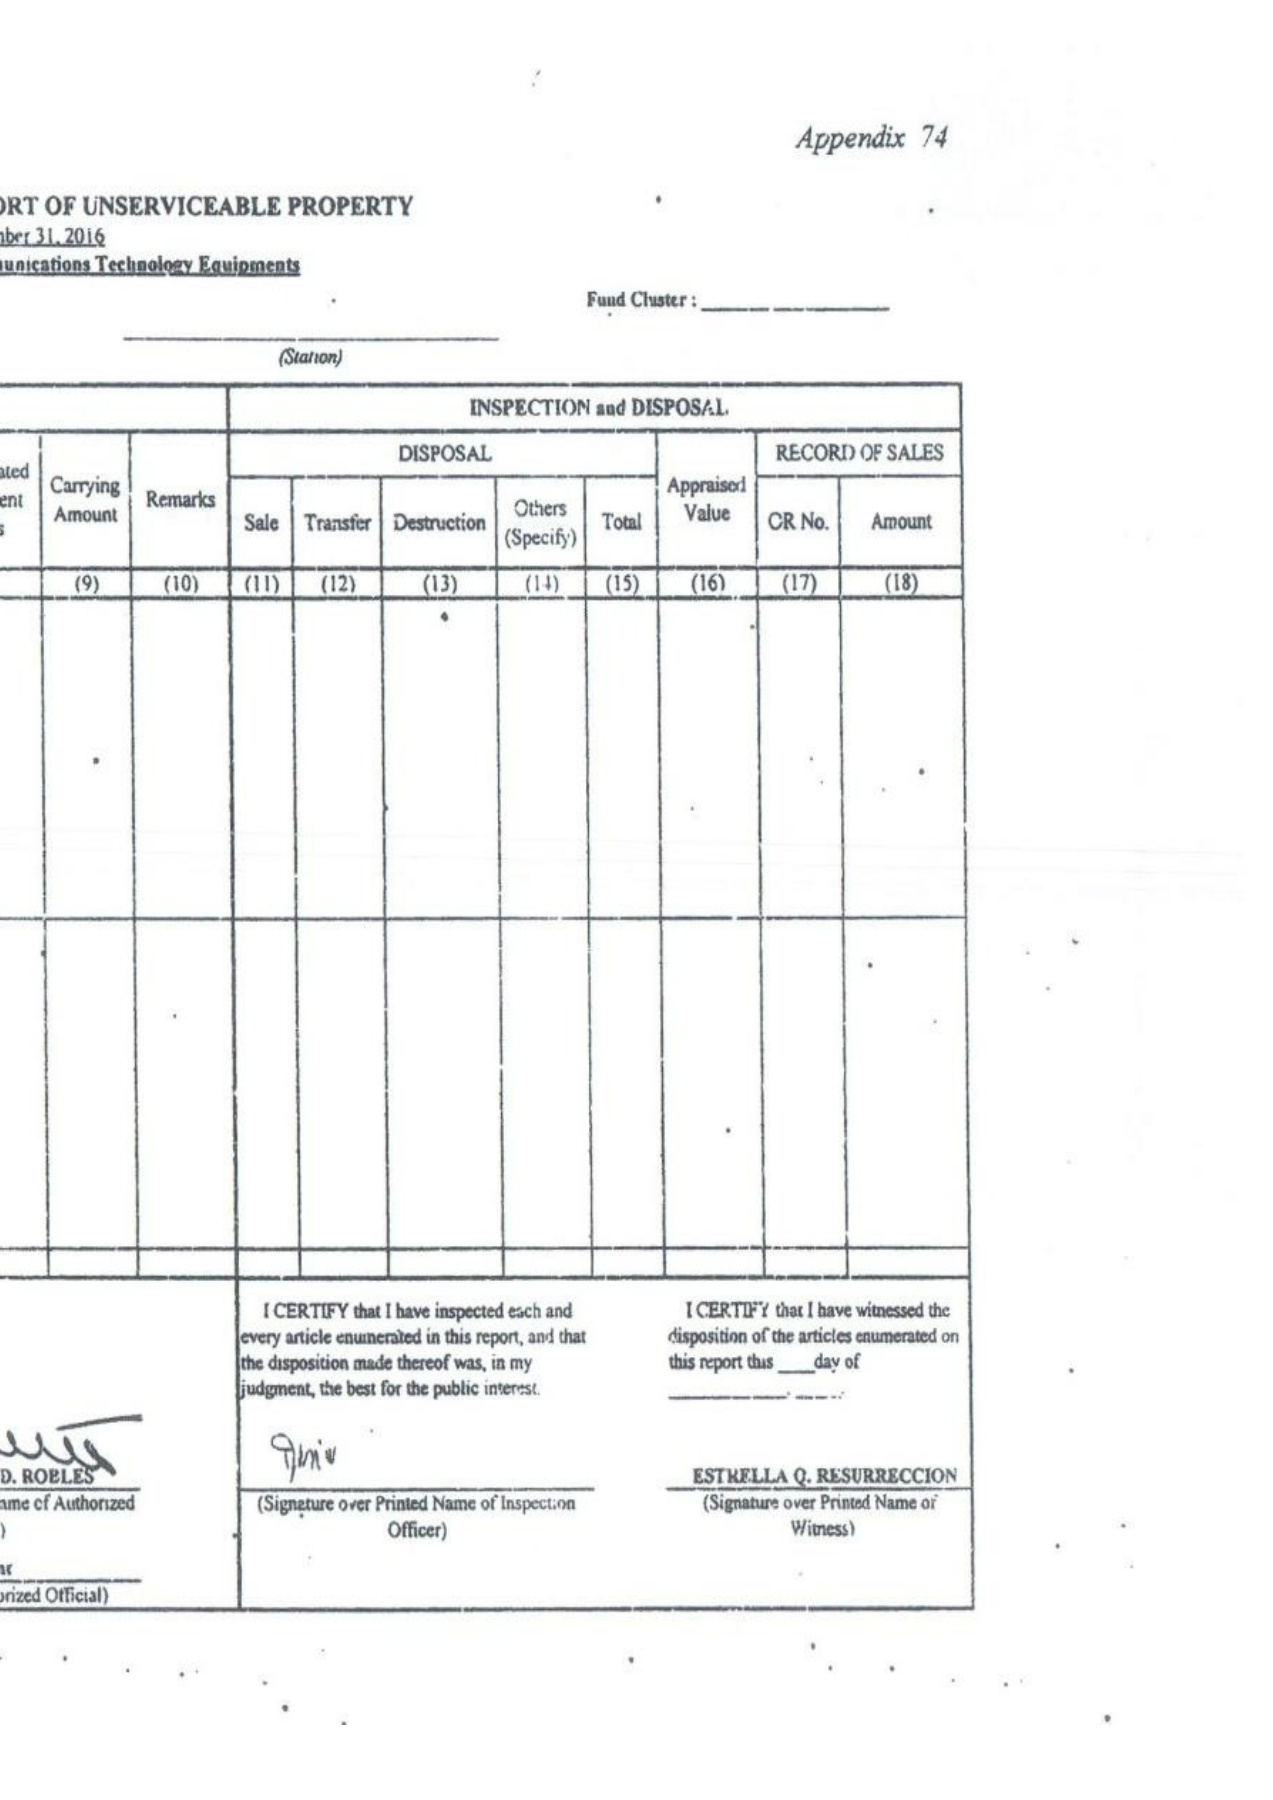 Appendix 74
ORT OF UNSERVICEABLE PROPERTY
ber 31, 2016
unications Technology Equipments
Fund Cluster :
(Station)
INSPECTION and DISPOSAL
DISPOSAL
RECORD OF SALES
ated
ent
s
Carrying
Amount
Remarks
Sale
Transfer
Destruction
Others
(Specify)
Total
Appraised
Value
OR No.
Amount
(9) (10) (11) (12) (13) (14) (15) (16) (17) (18)
I CERTIFY that I have inspected each and
every article enumerated in this report, and that
the disposition made thereof was, in my
judgment, the best for the public interest.
I CERTIFY that I have witnessed the
disposition of the articles enumerated on
this report this ____day of
D. ROBLES
ame of Authorized
)
orized Official)
(Signature over Printed Name of Inspection
Officer)
ESTRELLA Q. RESURRECCION
(Signature over Printed Name of
Witness)